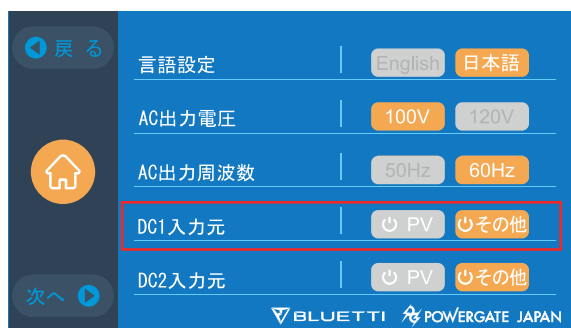 戻る
言語設定 English 日本語
AC出力電圧 100V 120V
AC出力周波数 50Hz 60Hz
DC1入力元 PV その他
DC2入力元 PV その他
次へ
BLUETTI POWERGATE JAPAN